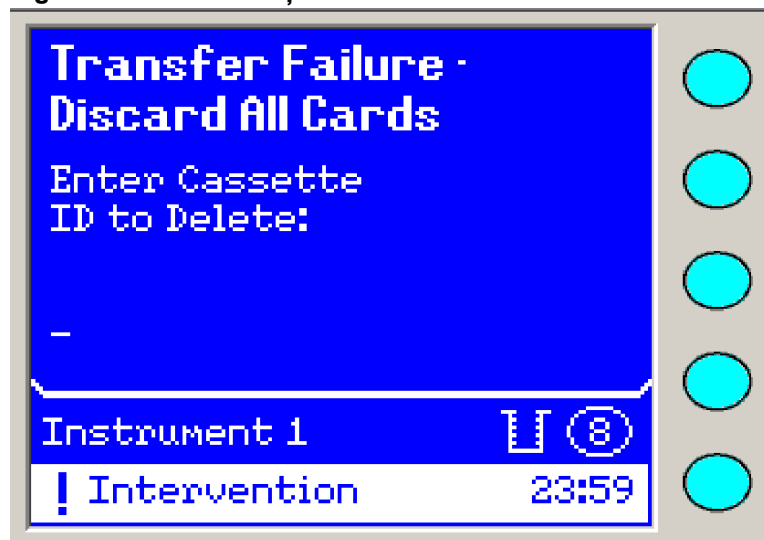 Transfer Failure -
Discard All Cards
Enter Cassette
ID to Delete:
_
Instrument 1 8
! Intervention 23:59